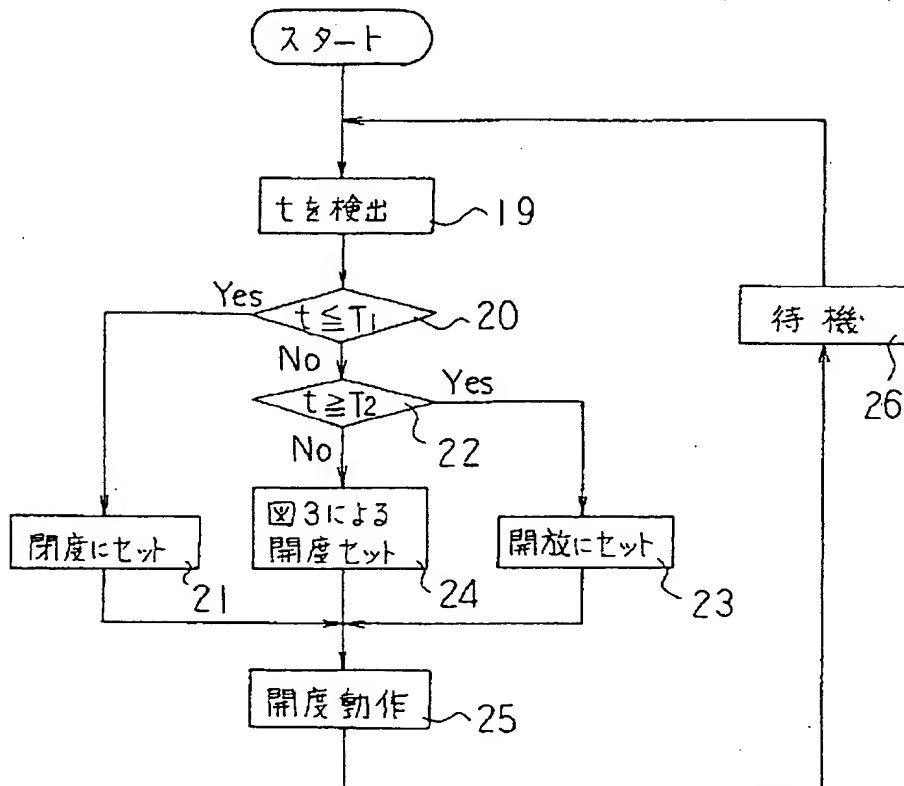 スタート
tを検出
19
Yes
t≦T1
20
No
待機
26
t≧T2
Yes
22
No
閉度にセット
21
図3による
開度セット
24
開放にセット
23
開度動作
25